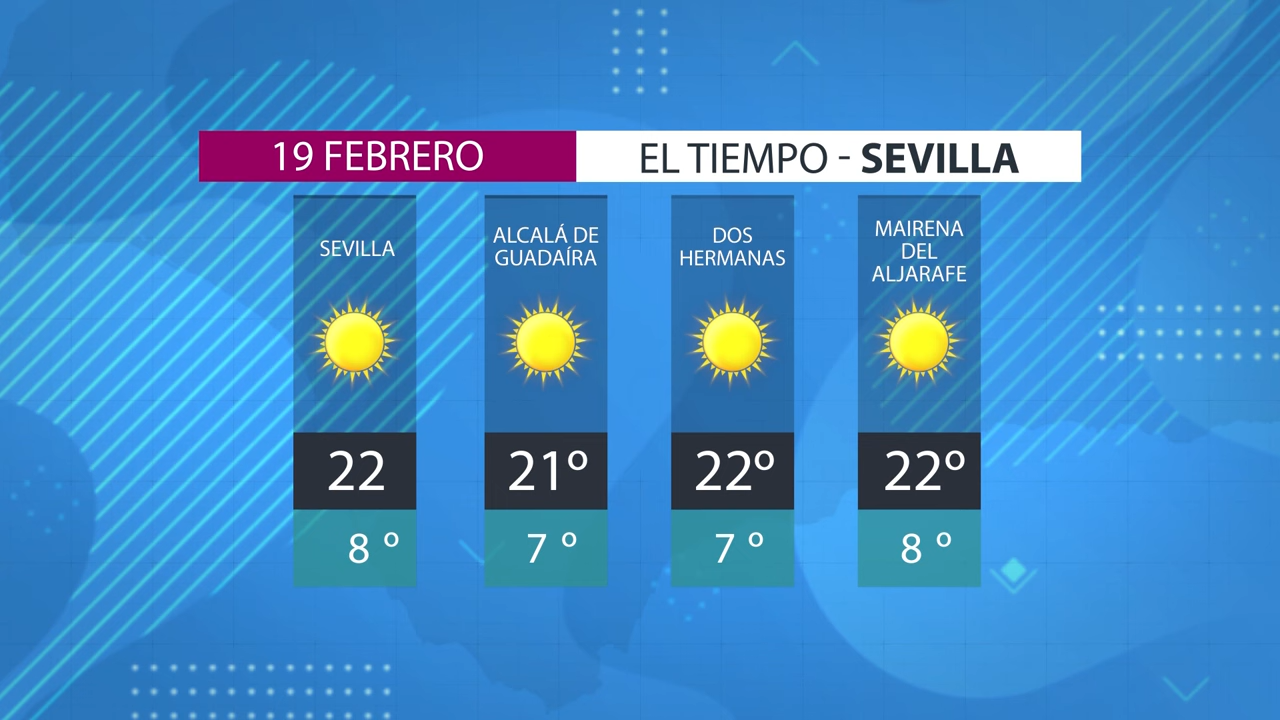 19 FEBRERO
EL TIEMPO - SEVILLA
SEVILLA
22
8 º
ALCALÁ DE
GUADAÍRA
21º
7 º
DOS
HERMANAS
22º
7 º
MAIRENA
DEL
ALJARAFE
22º
8 º